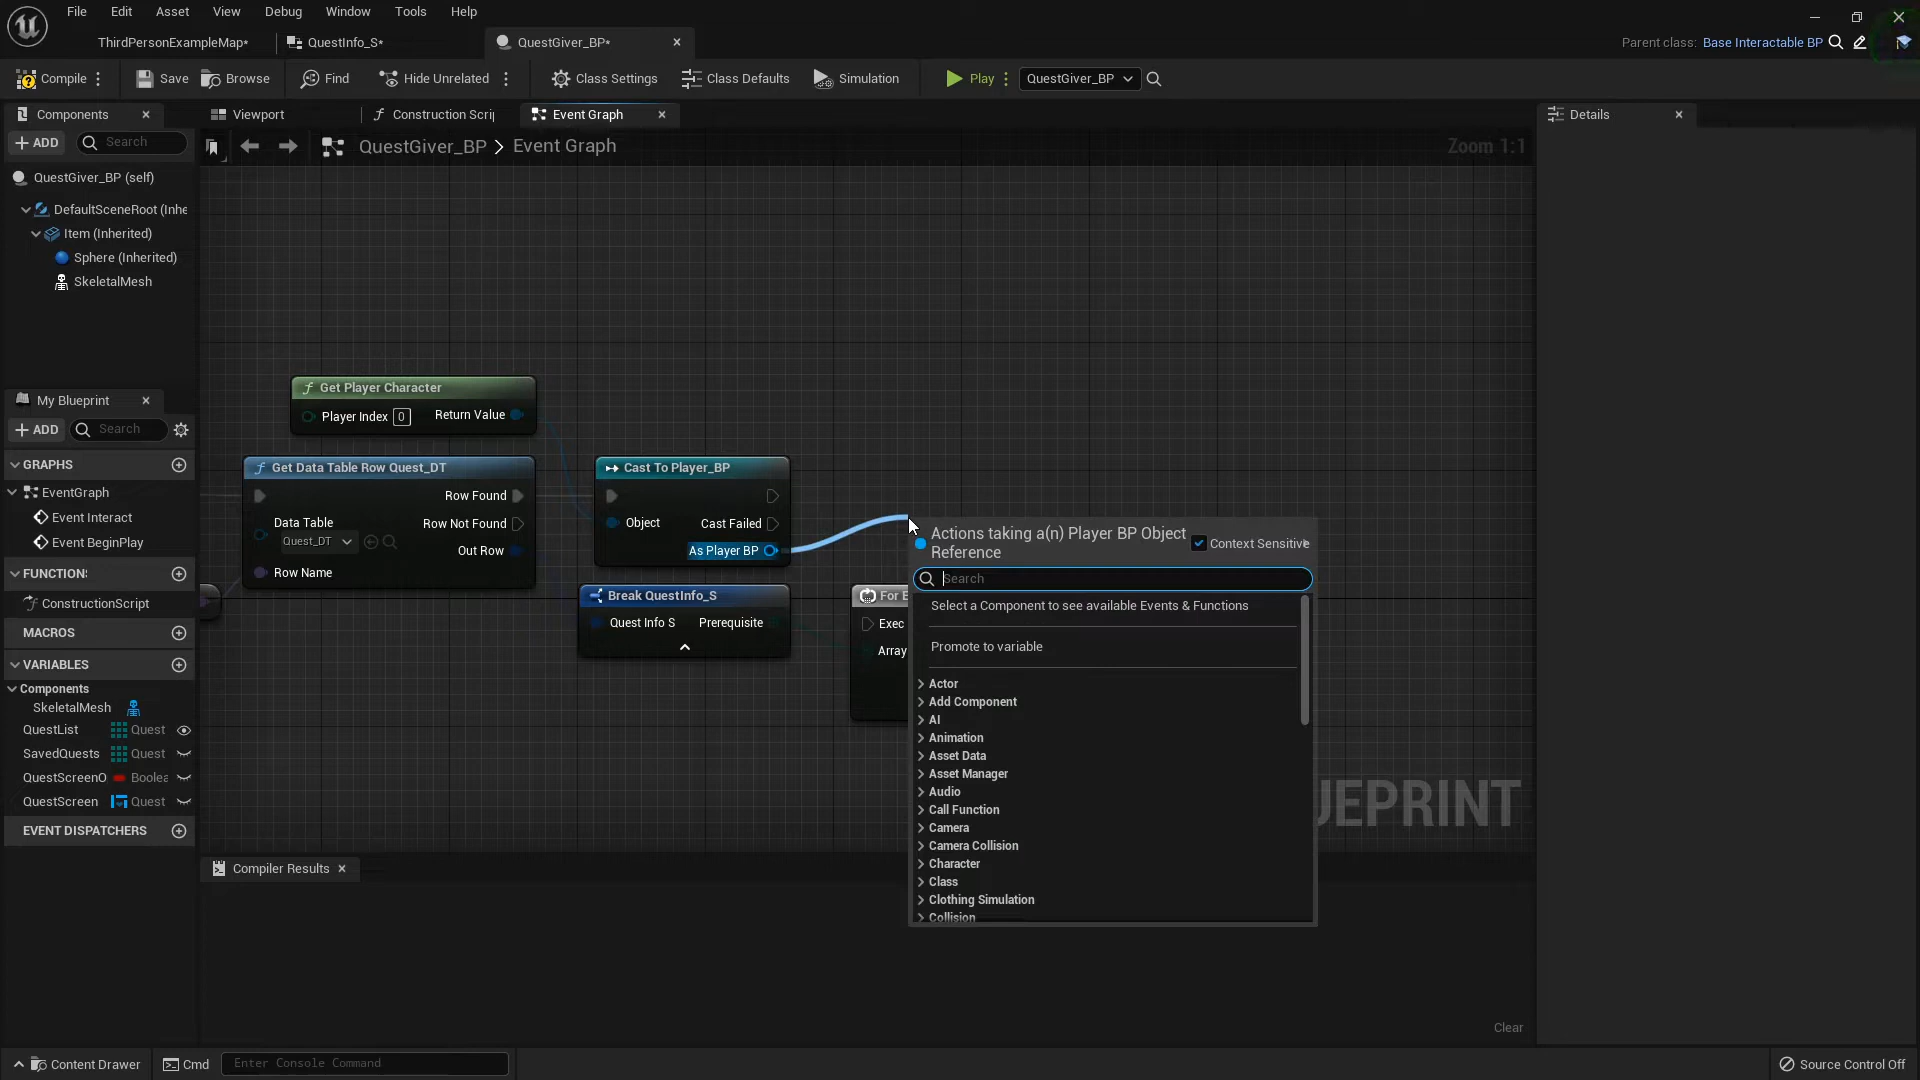 File Edit Asset View Debug Window Tools Help
ThirdPersonExampleMap* QuestInfo_S* QuestGiver_BP* Parent class: Base Interactable BP
Compile Save Browse Find Hide Unrelated Class Settings Class Defaults Simulation Play QuestGiver_BP
Components Viewport Construction Scrip Event Graph Details
ADD Search QuestGiver_BP > Event Graph Zoom 1:1
QuestGiver_BP (self)
DefaultSceneRoot (Inhe
Item (Inherited)
Sphere (Inherited)
SkeletalMesh
My Blueprint
ADD Search
GRAPHS
EventGraph
Event Interact
Event BeginPlay
FUNCTIONS
ConstructionScript
MACROS
VARIABLES
Components
SkeletalMesh
QuestList Quest
SavedQuests Quest
QuestScreenO Boolea
QuestScreen Quest
EVENT DISPATCHERS
Get Player Character
Player Index 0 Return Value
Get Data Table Row Quest_DT
Row Found
Data Table Row Not Found
Quest_DT
Out Row
Row Name
Cast To Player_BP
Object Cast Failed
As Player BP
Break QuestInfo_S
Quest Info S Prerequisite
For E
Exec
Array
Actions taking a(n) Player BP Object
Reference
Context Sensitive
Search
Select a Component to see available Events & Functions
Promote to variable
Actor
Add Component
AI
Animation
Asset Data
Asset Manager
Audio
Call Function
Camera
Camera Collision
Character
Class
Clothing Simulation
Collision
UEPRINT
Compiler Results
Clear
Content Drawer Cmd Enter Console Command Source Control Off